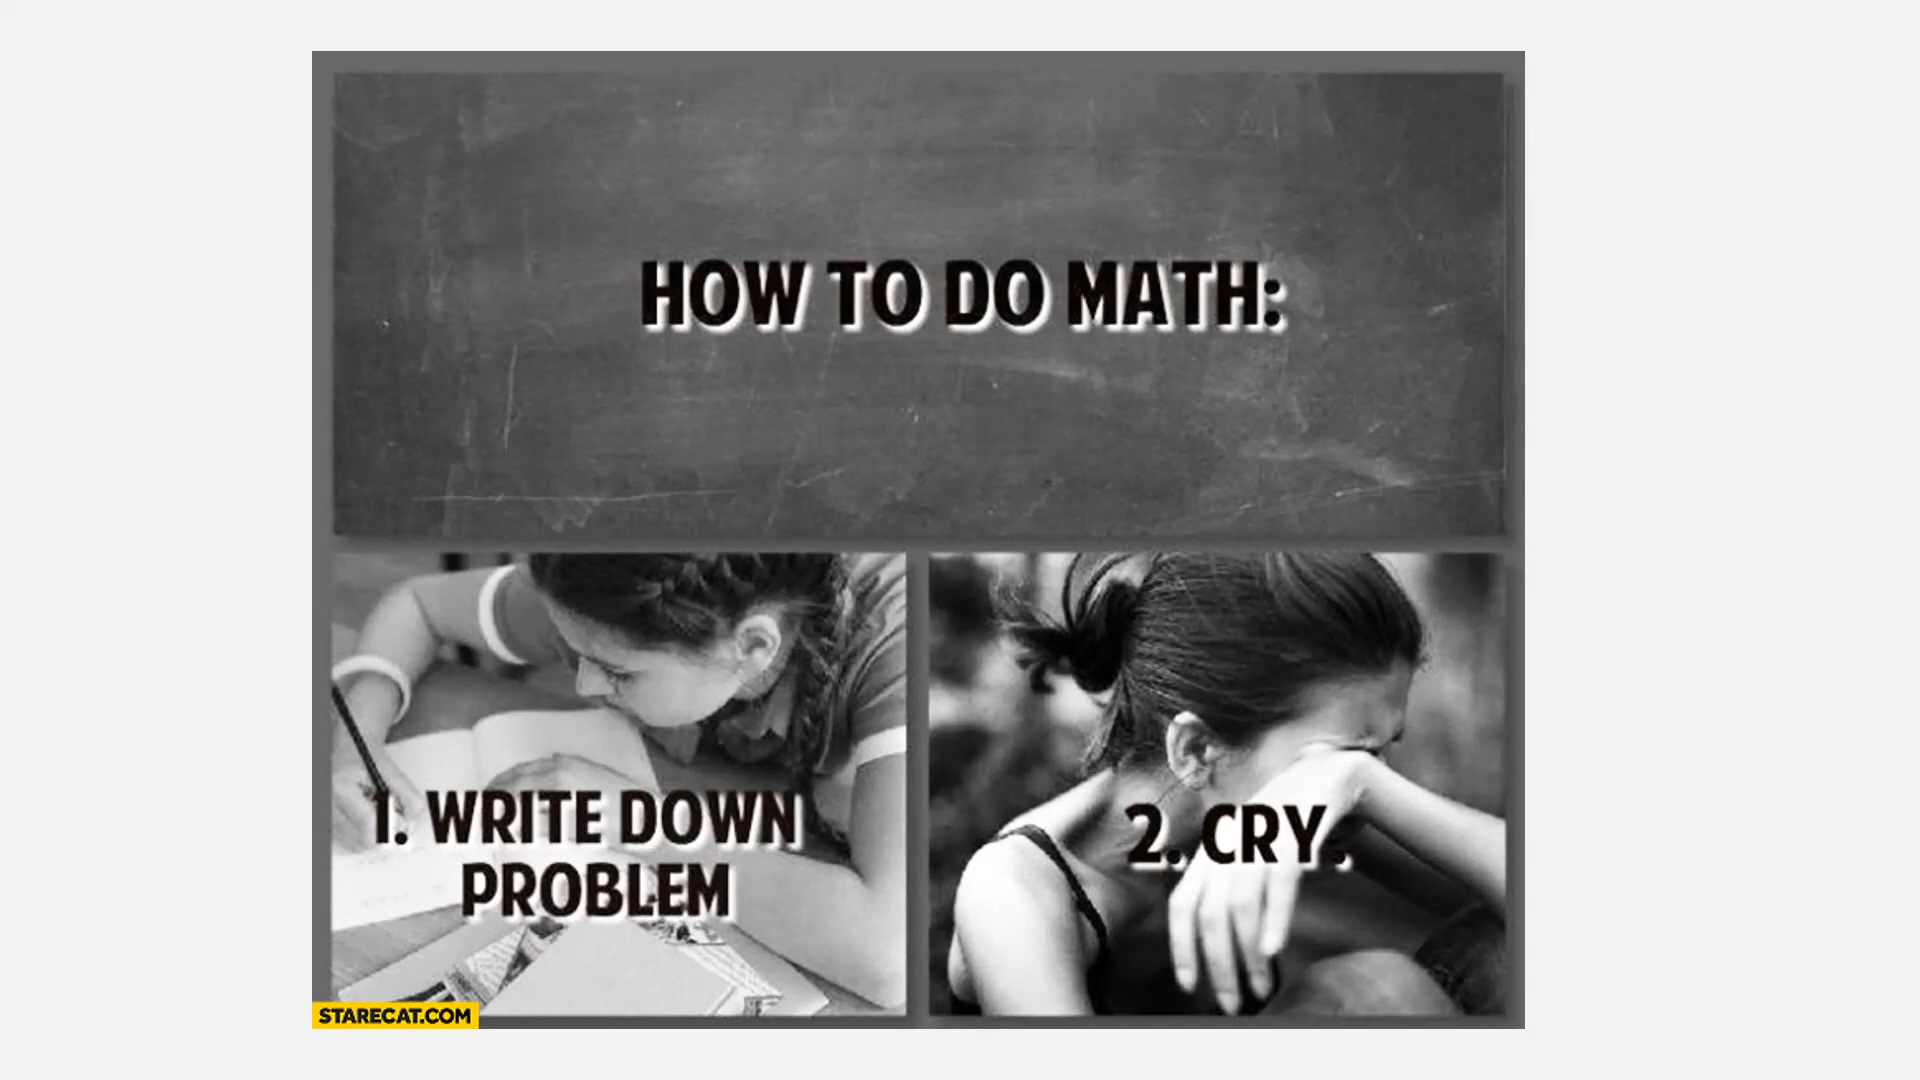 HOW TO DO MATH:
1. WRITE DOWN
PROBLEM
2. CRY.
STARECAT.COM